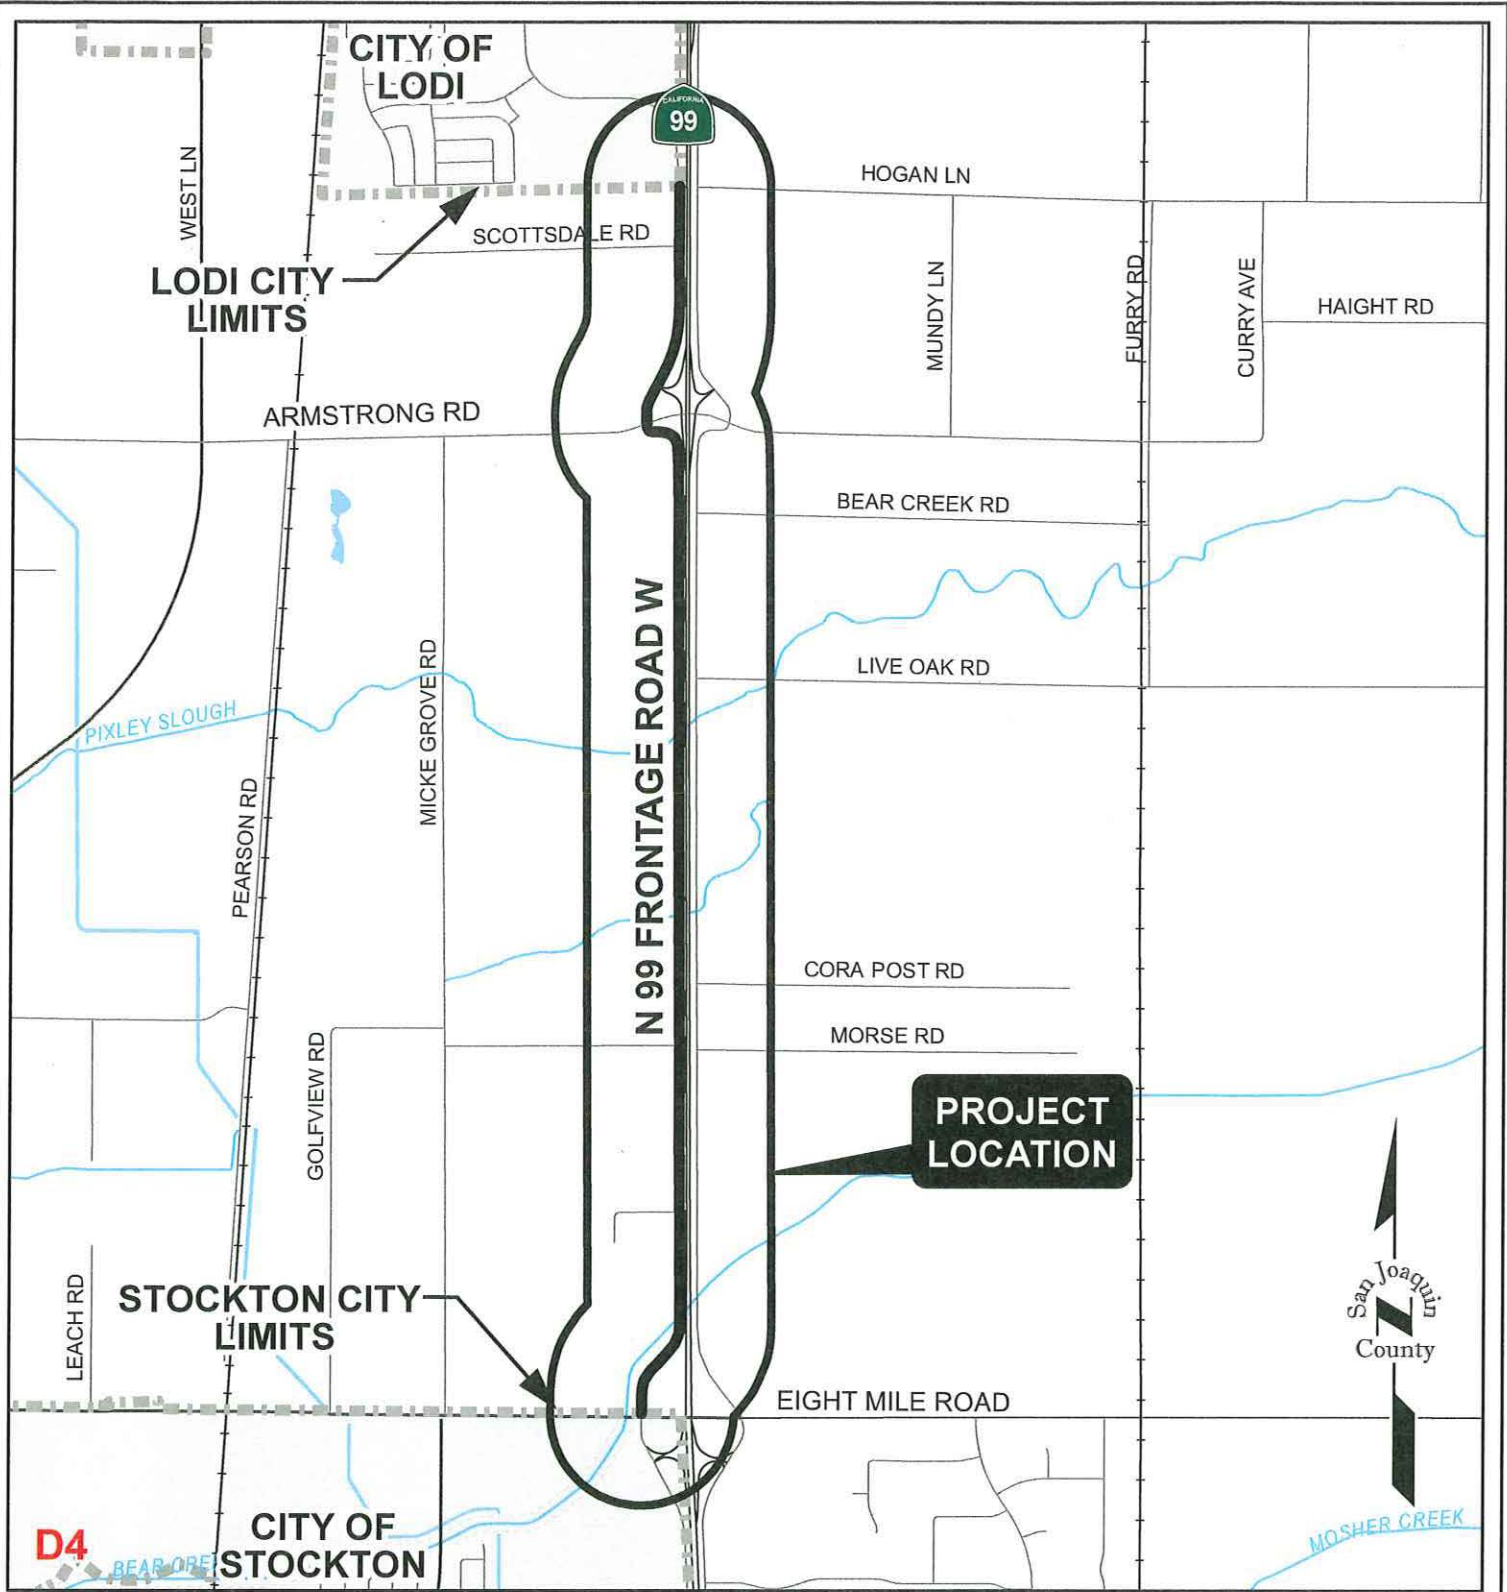 CITY OF
LODI
CALIFORNIA
99
WEST LN
HOGAN LN
SCOTTSDALE RD
LODI CITY
LIMITS
MUNDY LN
FURRY RD
CURRY AVE
HAIGHT RD
ARMSTRONG RD
BEAR CREEK RD
N 99 FRONTAGE ROAD W
MICKE GROVE RD
LIVE OAK RD
PIXLEY SLOUGH
PEARSON RD
CORA POST RD
MORSE RD
GOLFVIEW RD
PROJECT
LOCATION
San Joaquin
N
County
LEACH RD
STOCKTON CITY
LIMITS
EIGHT MILE ROAD
D4
CITY OF
STOCKTON
BEAR
MOSHER CREEK